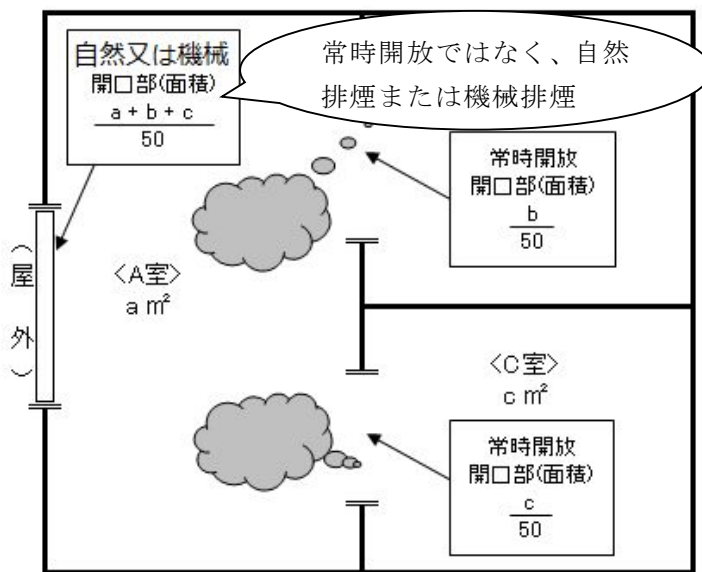 自然又は機械
開口部(面積)
a + b + c
50
常時開放ではなく、自然
排煙または機械排煙
常時開放
開口部(面積)
b
50
（屋 外）
<A室>
a m²
<C室>
c m²
常時開放
開口部(面積)
c
50